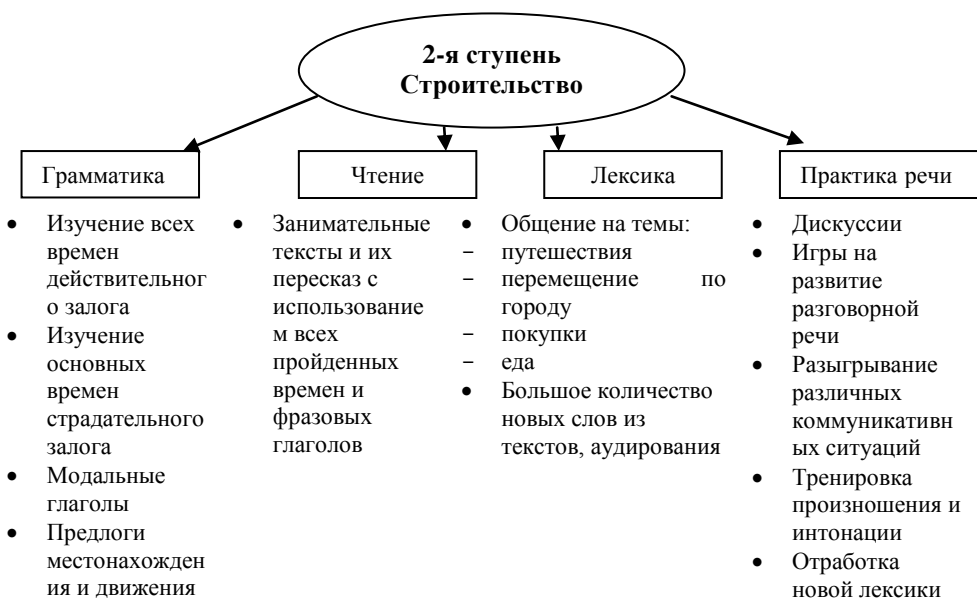 2-я ступень
Строительство
Грамматика
• Изучение всех
времен
действительног
о залога
• Изучение
основных
времен
страдательного
залога
• Модальные
глаголы
• Предлоги
местонахожден
ия и движения
Чтение
• Занимательные
тексты и их
пересказ с
использование
м всех
пройденных
времен и
фразовых
глаголов
Лексика
• Общение на темы:
– путешествия
– перемещение по
городу
– покупки
– еда
• Большое количество
новых слов из
текстов, аудирования
Практика речи
• Дискуссии
• Игры на
развитие
разговорной
речи
• Разыгрывание
различных
коммуникативн
ых ситуаций
• Тренировка
произношения и
интонации
• Отработка
новой лексики